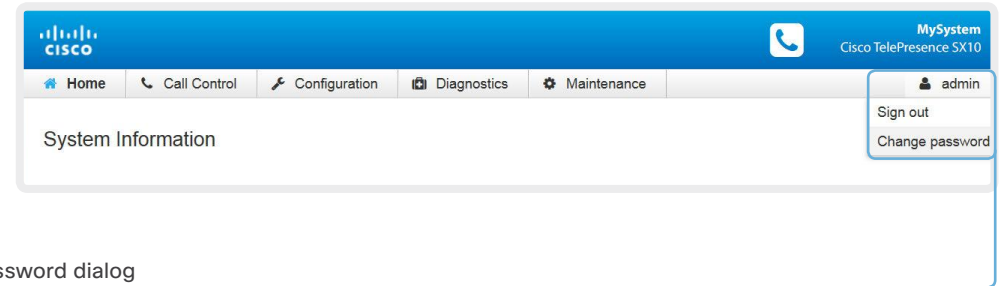 CISCO
MySystem
Cisco TelePresence SX10
Home Call Control Configuration Diagnostics Maintenance admin
Sign out
System Information
Change password
dialog